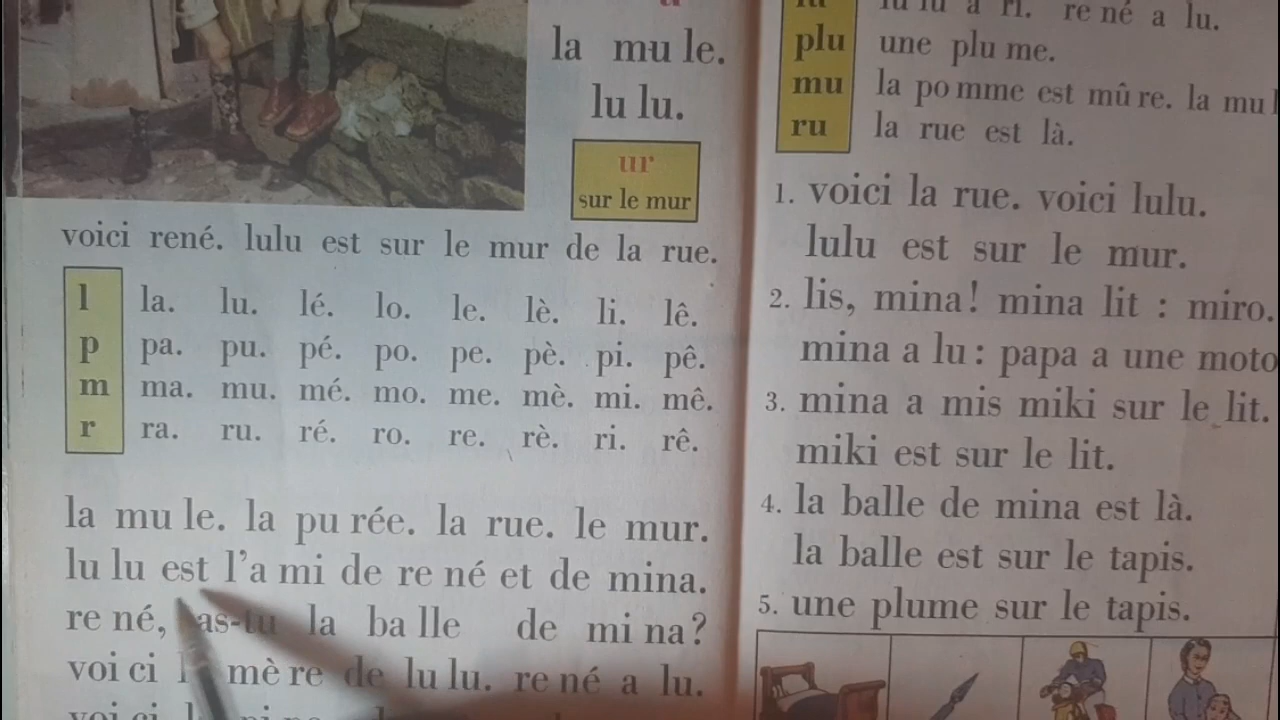 la mu le.
lu lu.
ur
sur le mur
voici rené. lulu est sur le mur de la rue.
l la. lu. lé. lo. le. lè. li. lê.
p pa. pu. pé. po. pe. pè. pi. pê.
m ma. mu. mé. mo. me. mè. mi. mê.
r ra. ru. ré. ro. re. rè. ri. rê.
la mu le. la pu rée. la rue. le mur.
lu lu est l'a mi de re né et de mina.
re né, as-tu la ba lle de mi na?
voi ci mè re de lu lu. re né a lu.
lu lu a ri. re né a lu.
plu une plu me.
mu la po mme est mû re. la mu
ru la rue est là.
1. voici la rue. voici lulu.
lulu est sur le mur.
2. lis, mina! mina lit : miro.
mina a lu : papa a une moto
3. mina a mis miki sur le lit.
miki est sur le lit.
4. la balle de mina est là.
la balle est sur le tapis.
5. une plume sur le tapis.